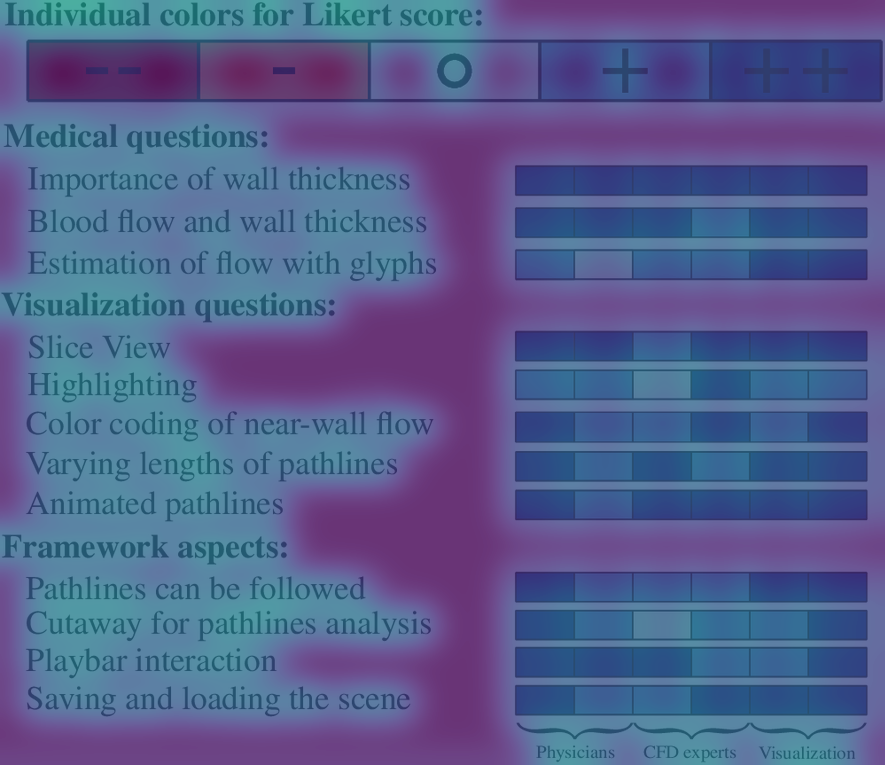 Individual colors for Likert score:
-- - o + ++
Medical questions:
Importance of wall thickness
Blood flow and wall thickness
Estimation of flow with glyphs
Visualization questions:
Slice View
Highlighting
Color coding of near-wall flow
Varying lengths of pathlines
Animated pathlines
Framework aspects:
Pathlines can be followed
Cutaway for pathlines analysis
Playbar interaction
Saving and loading the scene
Physicians CFD experts Visualization